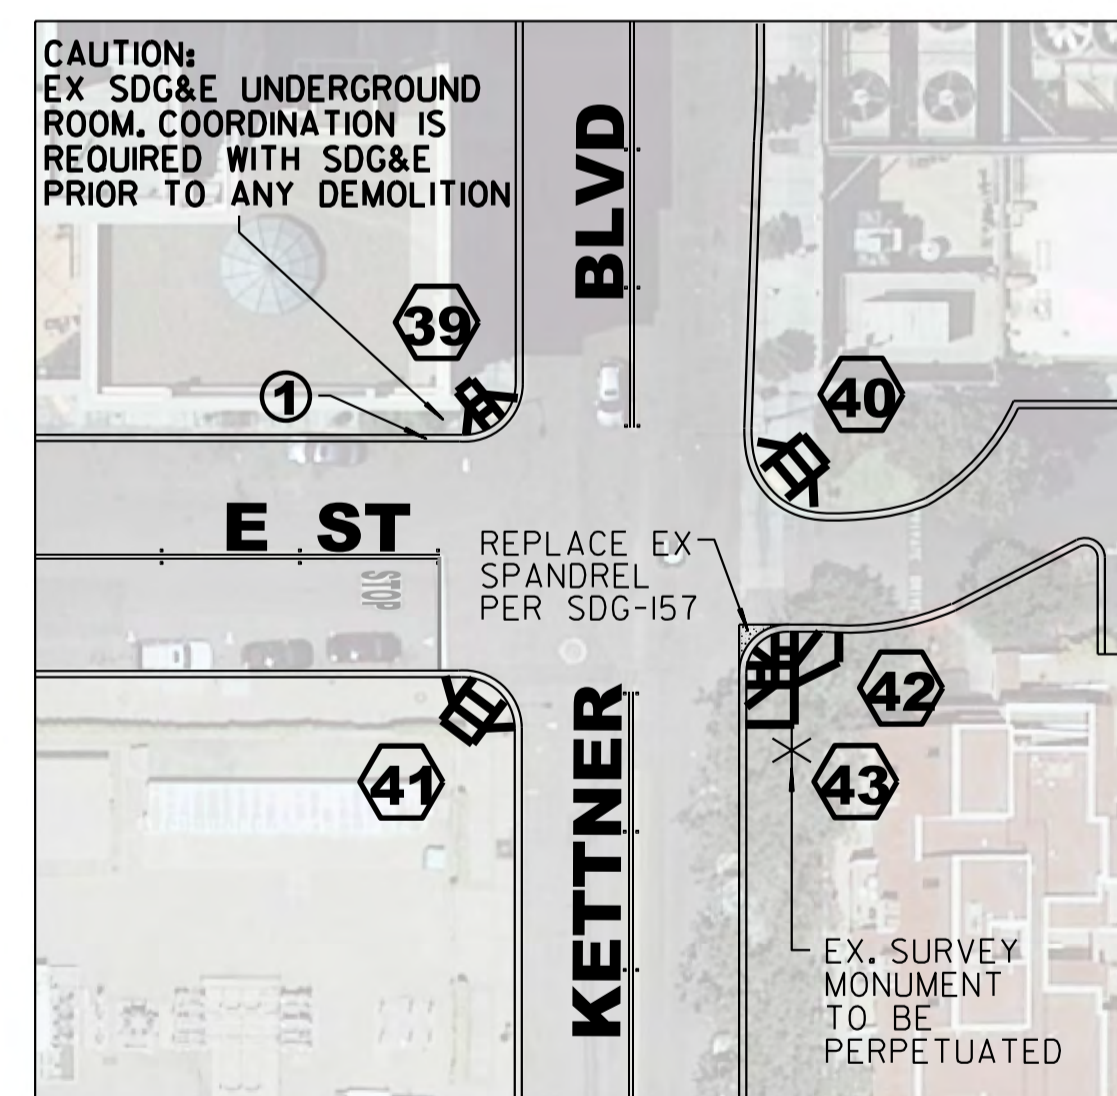 CAUTION:
EX SDG&E UNDERGROUND
ROOM. COORDINATION IS
REQUIRED WITH SDG&E
PRIOR TO ANY DEMOLITION
BLVD
39
1
40
E ST
REPLACE EX
SPANDREL
PER SDG-157
STOP
42
41
43
KETTNER
EX. SURVEY
MONUMENT
TO BE
PERPETUATED